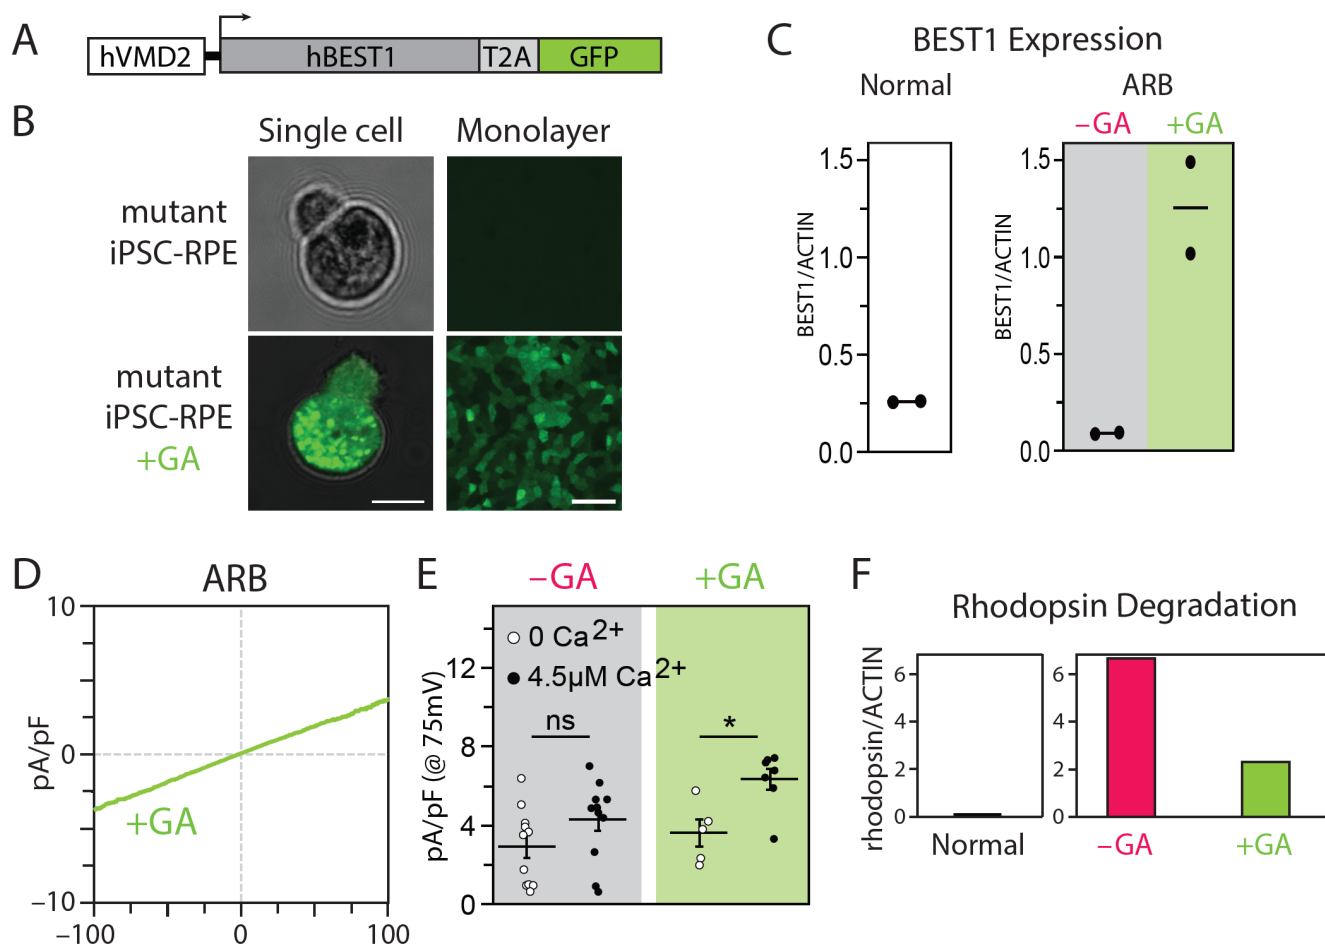 A
hVMD2
hBEST1
T2A
GFP
B
Single cell
Monolayer
mutant
iPSC-RPE
mutant
iPSC-RPE
+GA
C
BEST1 Expression
Normal
ARB
–GA
+GA
BEST1/ACTIN
1.5
1.0
0.5
0.0
BEST1/ACTIN
1.5
1.0
0.5
0.0
D
ARB
pA/pF
10
0
–10
+GA
–100
0
100
E
–GA
+GA
pA/pF (@ 75mV)
12
8
4
0
0 Ca2+
4.5µM Ca2+
ns
*
F
Rhodopsin Degradation
rhodopsin/ACTIN
6
4
2
0
6
4
2
0
Normal
–GA
+GA